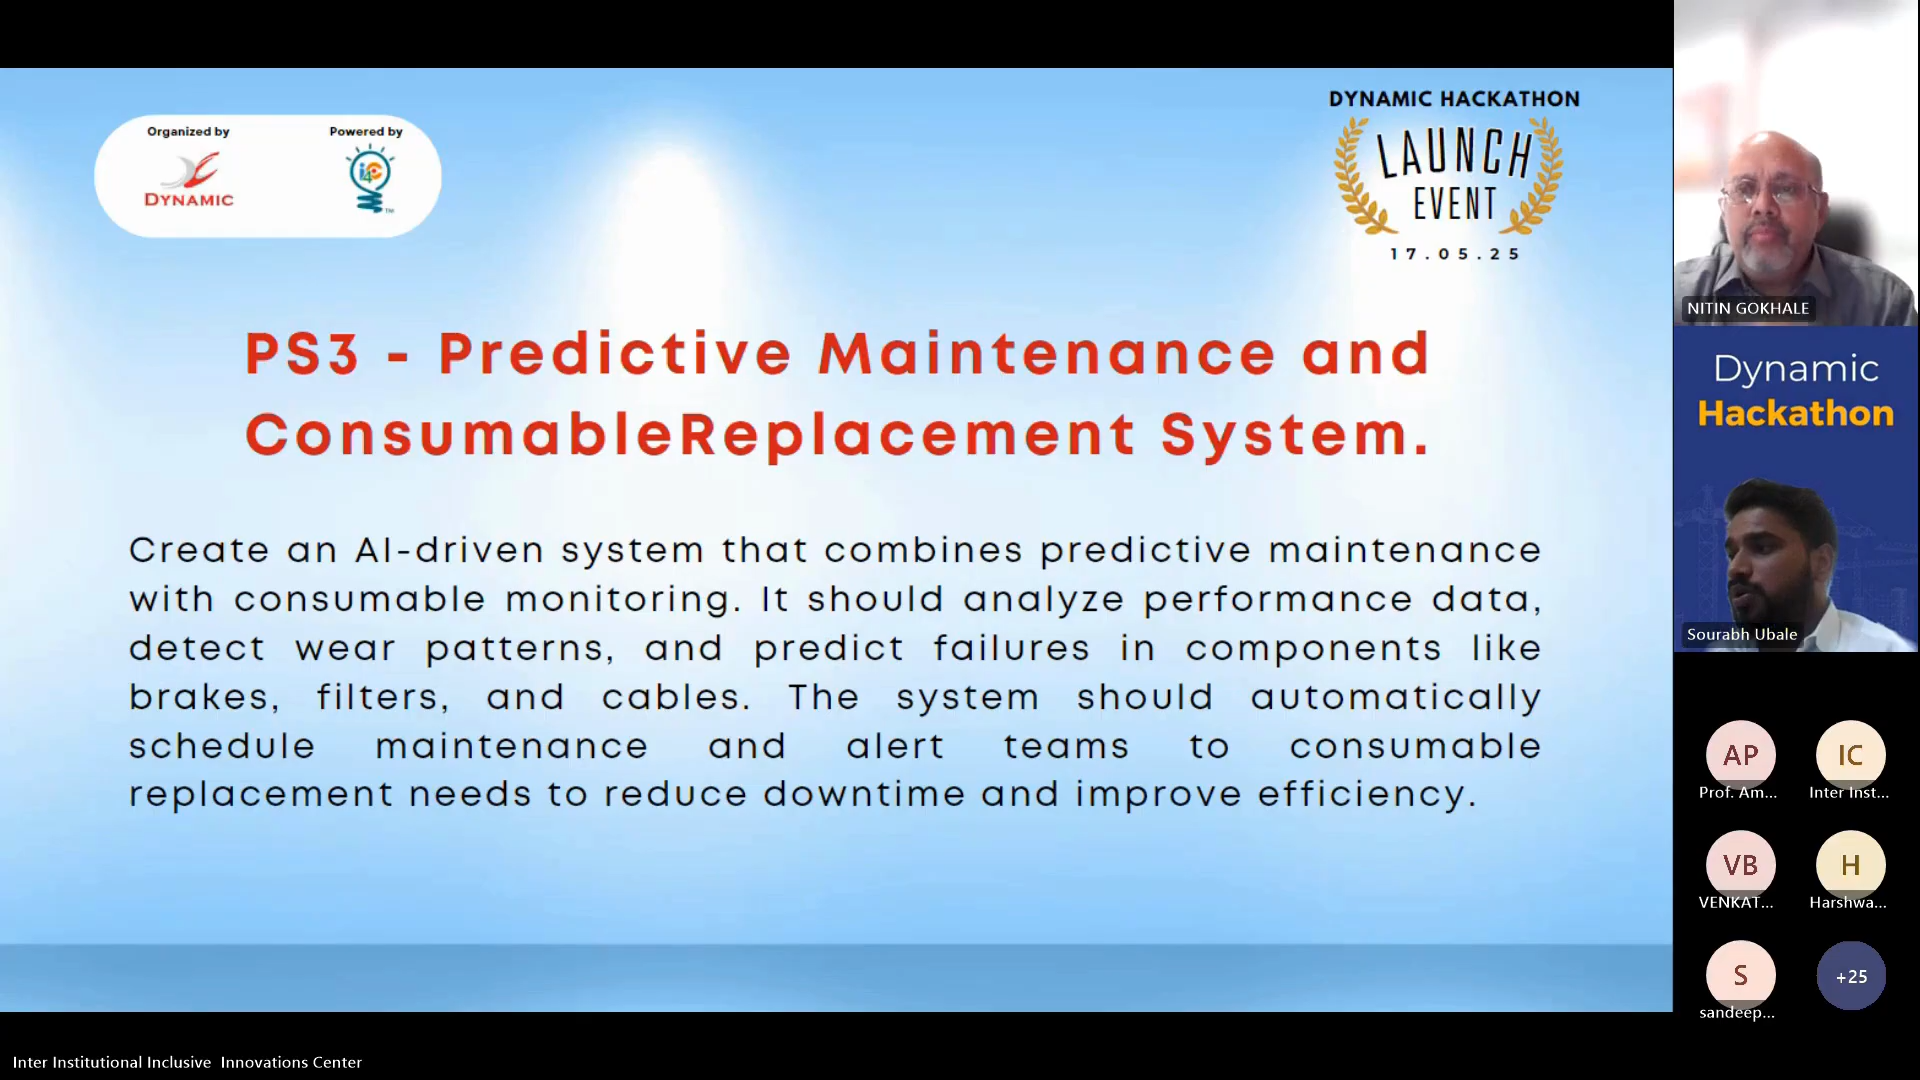 Organized by
DYNAMIC
Powered by
i4C
TM
DYNAMIC HACKATHON
LAUNCH
EVENT
17.05.25
PS3 - Predictive Maintenance and
ConsumableReplacement System.
Create an AI-driven system that combines predictive maintenance
with consumable monitoring. It should analyze performance data,
detect wear patterns, and predict failures in components like
brakes, filters, and cables. The system should automatically
schedule maintenance and alert teams to consumable
replacement needs to reduce downtime and improve efficiency.
NITIN GOKHALE
Dynamic
Hackathon
Sourabh Ubale
AP
Prof. Am...
IC
Inter Inst...
VB
VENKAT...
H
Harshwa...
S
sandeep...
+25
Inter Institutional Inclusive Innovations Center